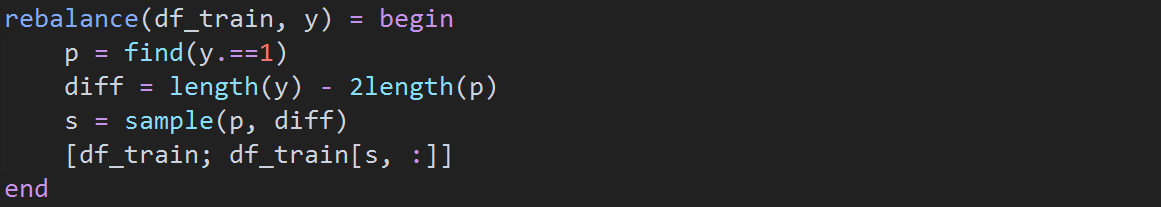 rebalance(df_train, y) = begin
    p = find(y.==1)
    diff = length(y) - 2length(p)
    s = sample(p, diff)
    [df_train; df_train[s, :]]
end